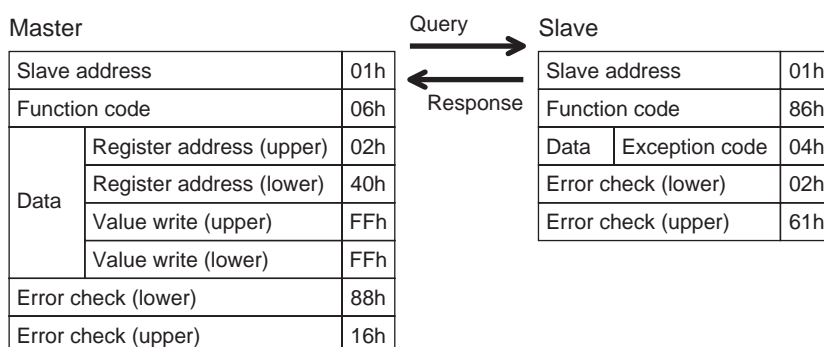 Master
Query
Slave
Response
Slave address 01h
Function code 06h
Data
Register address (upper) 02h
Register address (lower) 40h
Value write (upper) FFh
Value write (lower) FFh
Error check (lower) 88h
Error check (upper) 16h
Slave address 01h
Function code 86h
Data Exception code 04h
Error check (lower) 02h
Error check (upper) 61h